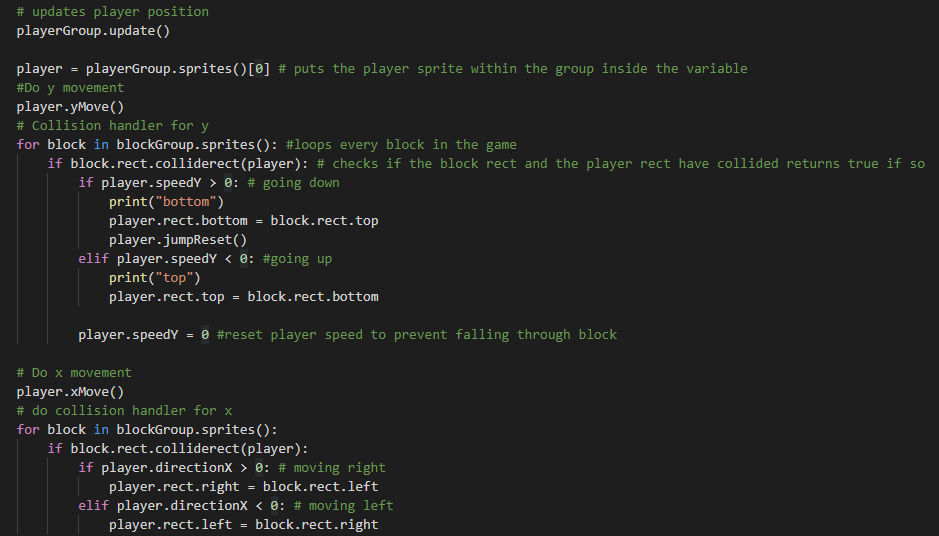 # updates player position
playerGroup.update()
player = playerGroup.sprites()[0] # puts the player sprite within the group inside the variable
#Do y movement
player.yMove()
# Collision handler for y
for block in blockGroup.sprites(): #loops every block in the game
if block.rect.colliderect(player): # checks if the block rect and the player rect have collided returns true if so
if player.speedY > 0: # going down
print("bottom")
player.rect.bottom = block.rect.top
player.jumpReset()
elif player.speedY < 0: #going up
print("top")
player.rect.top = block.rect.bottom
player.speedY = 0 #reset player speed to prevent falling through block
# Do x movement
player.xMove()
# do collision handler for x
for block in blockGroup.sprites():
if block.rect.colliderect(player):
if player.directionX > 0: # moving right
player.rect.right = block.rect.left
elif player.directionX < 0: # moving left
player.rect.left = block.rect.right